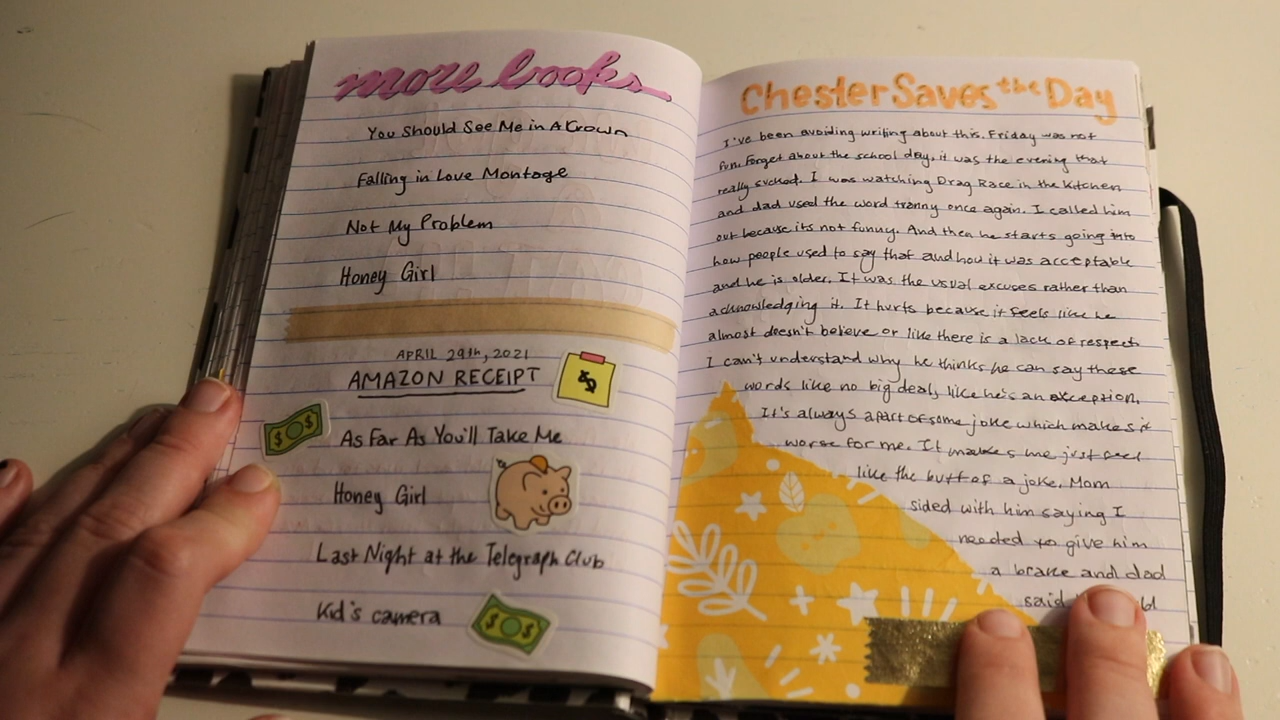 more books
You Should See Me in A Crown
Falling in Love Montage
Not My Problem
Honey Girl
APRIL 29th, 2021
AMAZON RECEIPT
$
As Far As You'll Take Me
Honey Girl
Last Night at the Telegraph Club
Kid's camera
Chester Saves the Day
I've been avoiding writing about this. Friday was not
fun. Forget about the school day, it was the evening that
really sucked. I was watching Drag Race in the kitchen
and dad used the word tranny once again. I called him
out because its not funny. And then he starts going into
how people used to say that and how it was acceptable
and he is older. It was the usual excuses rather than
acknowledging it. It hurts because it feels like he
almost doesn't believe or like there is a lack of respect
I can't understand why he thinks he can say these
words like no big deal, like he's an exception.
It's always apart of some joke which makes it
worse for me. It makes me just feel
like the butt of a joke. Mom
sided with him saying I
needed to give him
a brake and dad
said